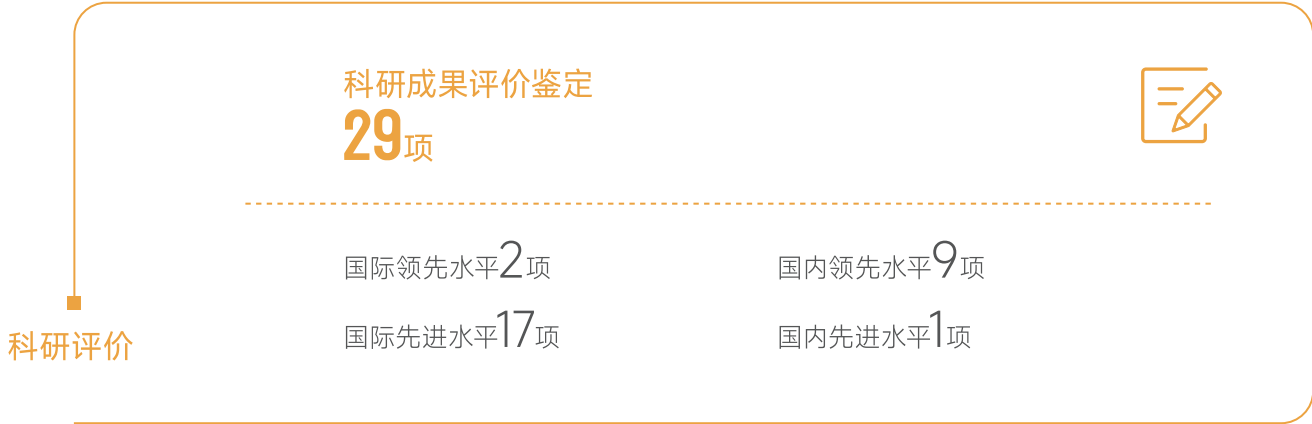 科研成果评价鉴定
29项
国际领先水平2项
国内领先水平9项
国际先进水平17项
国内先进水平1项
科研评价